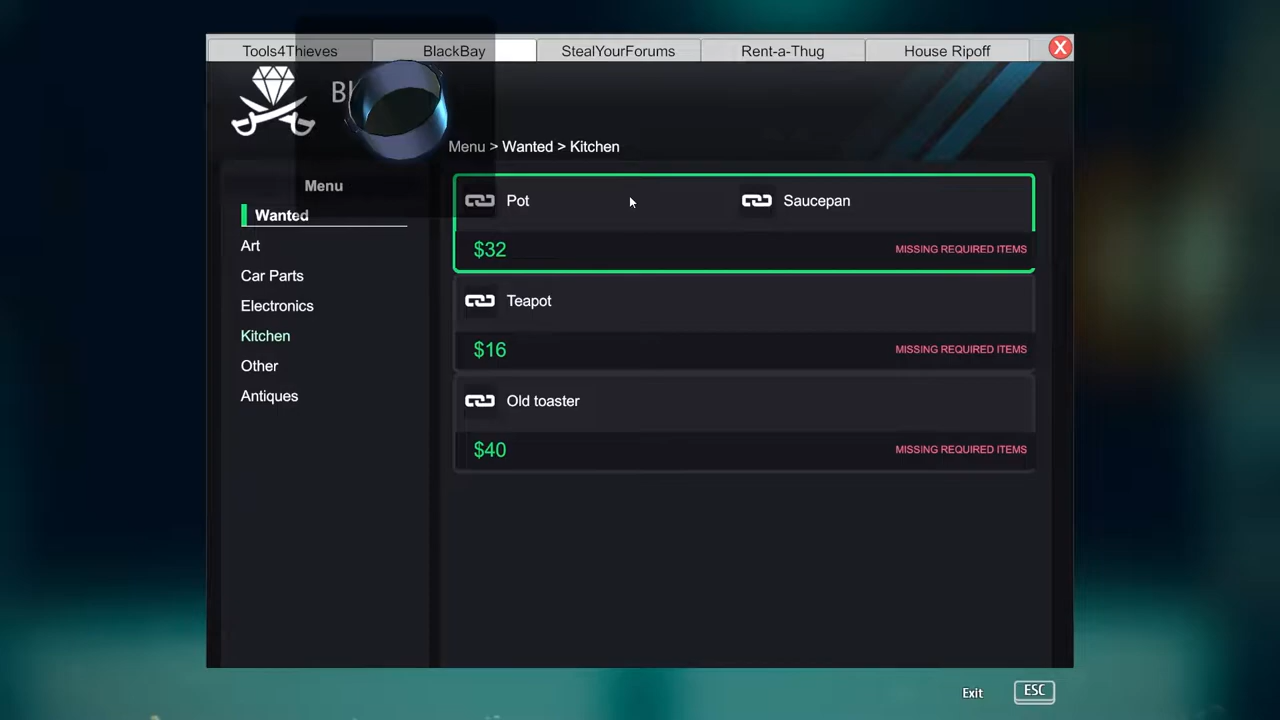 Tools4Thieves
BlackBay
StealYourForums
Rent-a-Thug
House Ripoff
X
Menu > Wanted > Kitchen
Menu
Wanted
Art
Car Parts
Electronics
Kitchen
Other
Antiques
Pot
Saucepan
$32
MISSING REQUIRED ITEMS
Teapot
$16
MISSING REQUIRED ITEMS
Old toaster
$40
MISSING REQUIRED ITEMS
Exit
ESC